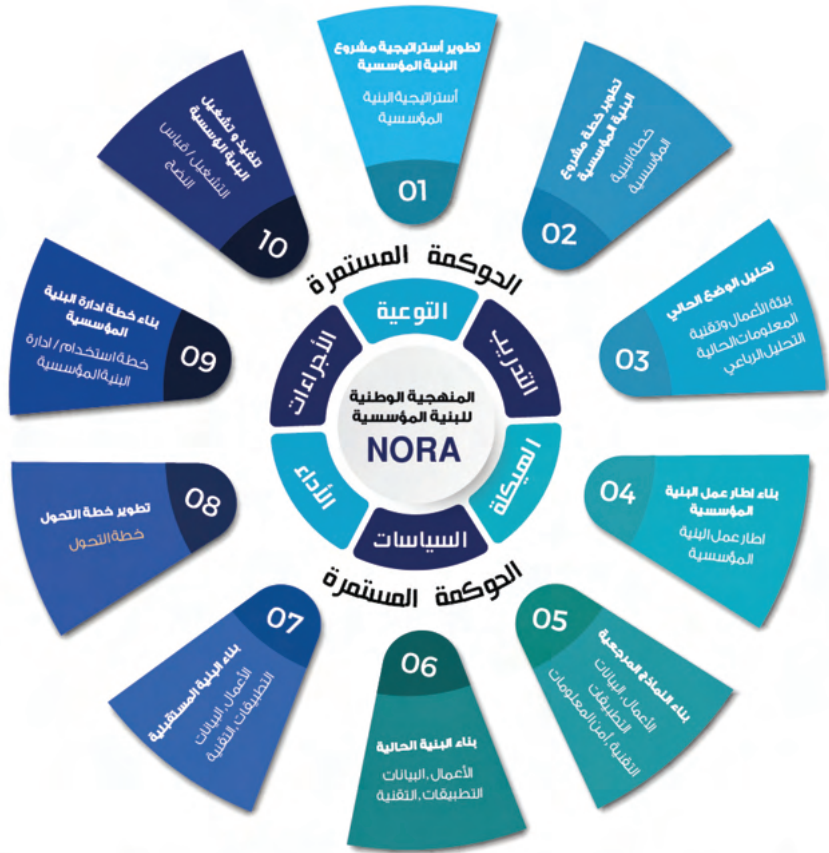 تطوير أستراتيجية مشروع
البنية المؤسسية
أستراتيجية البنية
المؤسسية
01
تطوير خطة مشروع
البنية المؤسسية
خطة البنية
المؤسسية
02
تحليل الوضع الحالي
بيئة الأعمال وتقنية
المعلومات الحالية
التحليل الرباعي
03
بناء اطار عمل البنية
المؤسسية
اطار عمل البنية
المؤسسية
04
بناء النماذج المرجعية
الأعمال, البيانات
التطبيقات
التقنية, أمن المعلومات
05
بناء البنية الحالية
الأعمال, البيانات
التطبيقات, التقنية
06
بناء البنية المستقبلية
الأعمال, البيانات
التطبيقات, التقنية
07
تطوير خطة التحول
خطة التحول
08
بناء خطة ادارة البنية
المؤسسية
خطة استخدام / ادارة
البنية المؤسسية
09
تنفيذ و تشغيل
البنية الؤسسية
التشغيل / قياس
النضج
10
الحوكمة المستمرة
التوعية
التدريب
الهيكلة
السياسات
الأداء
الأجراءات
المنهجية الوطنية
للبنية المؤسسية
NORA
الحوكمة المستمرة